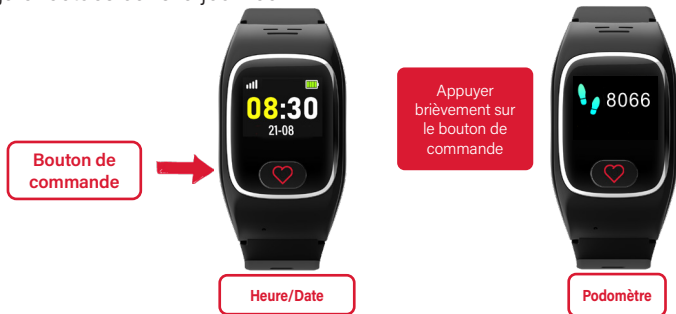 08:30
21-08
Bouton de
commande
Heure/Date
Appuyer
brièvement sur
le bouton de
commande
8066
Podomètre